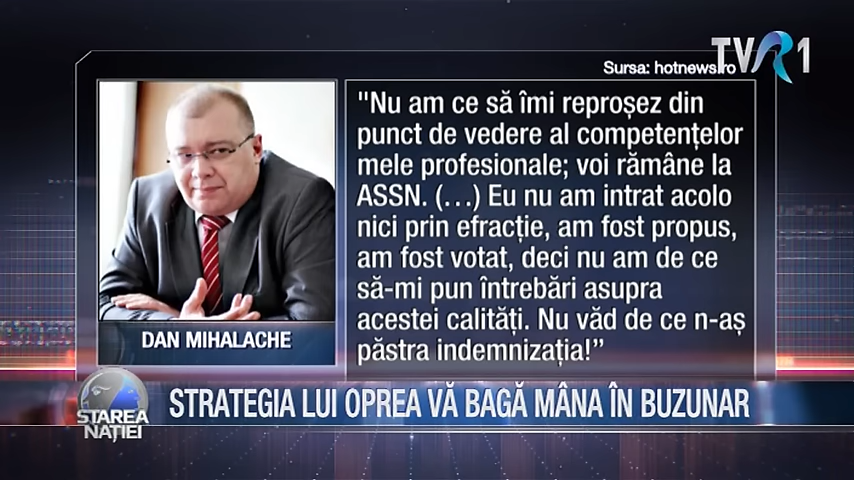 Sursa: hotnews.ro
TVR1
"Nu am ce să îmi reproșez din
punct de vedere al competențelor
mele profesionale; voi rămâne la
ASSN. (...) Eu nu am intrat acolo
nici prin efracție, am fost propus,
am fost votat, deci nu am de ce
să-mi pun întrebări asupra
acestei calități. Nu văd de ce n-aș
păstra indemnizația!”
DAN MIHALACHE
STAREA
NAȚIEI
STRATEGIA LUI OPREA VĂ BAGĂ MÂNA ÎN BUZUNAR